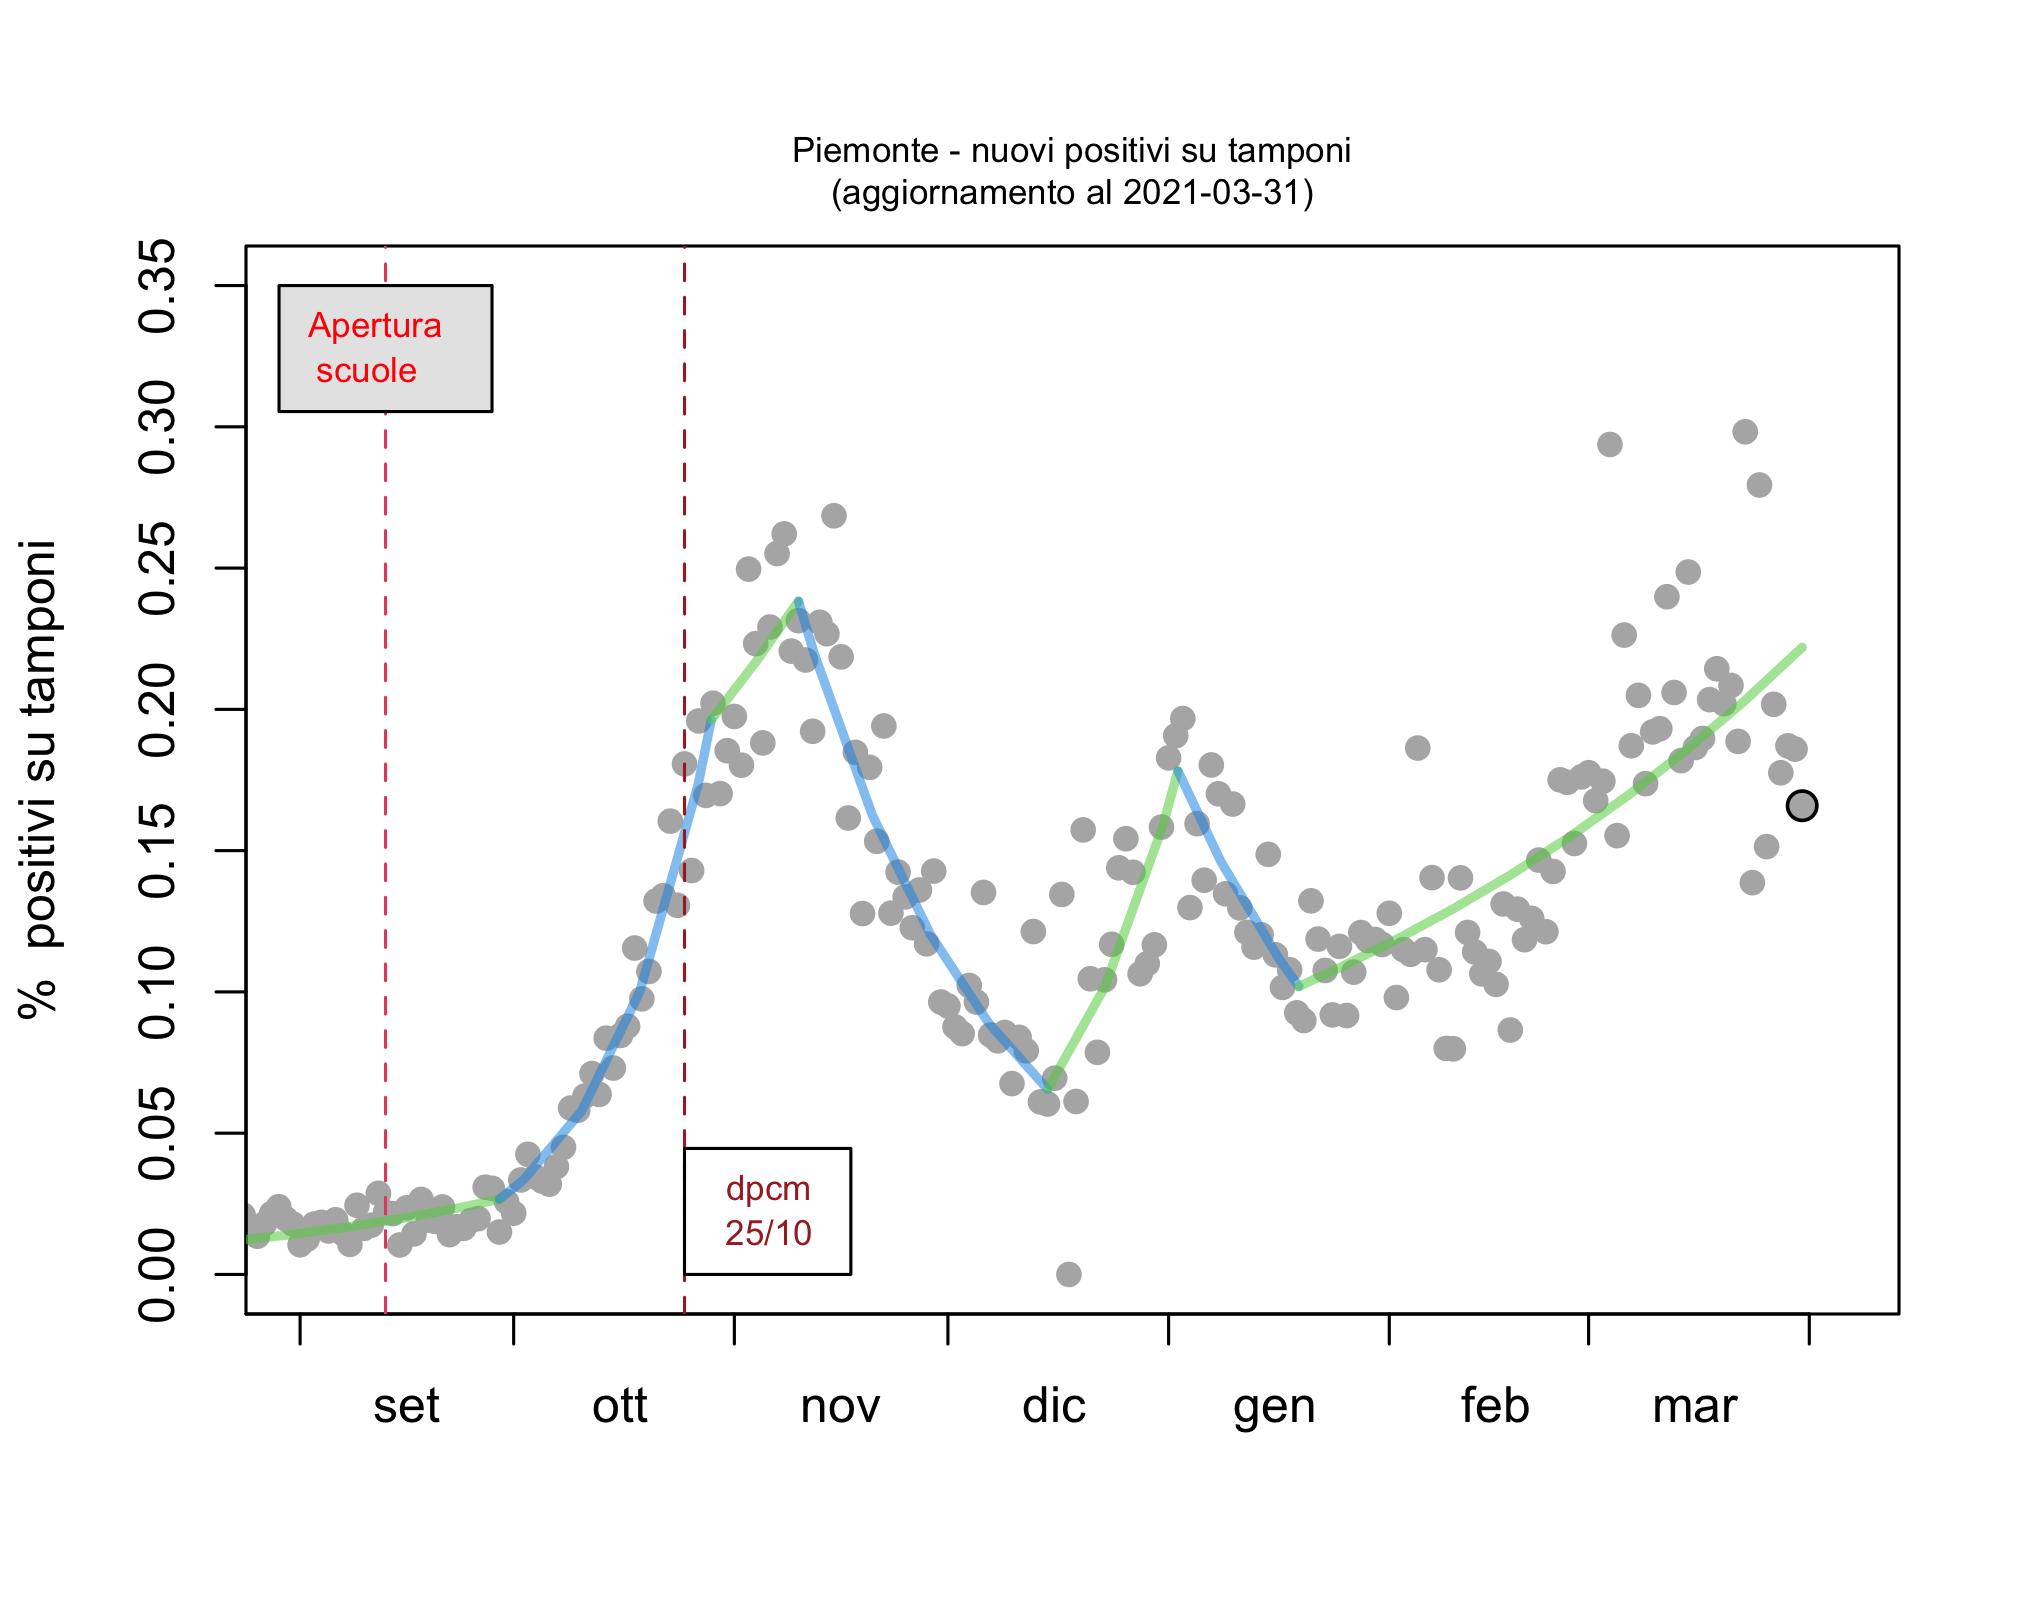 Piemonte - nuovi positivi su tamponi
(aggiornamento al 2021-03-31)
% positivi su tamponi
0.35
0.30
0.25
0.20
0.15
0.10
0.05
0.00
Apertura
scuole
dpcm
25/10
set ott nov dic gen feb mar